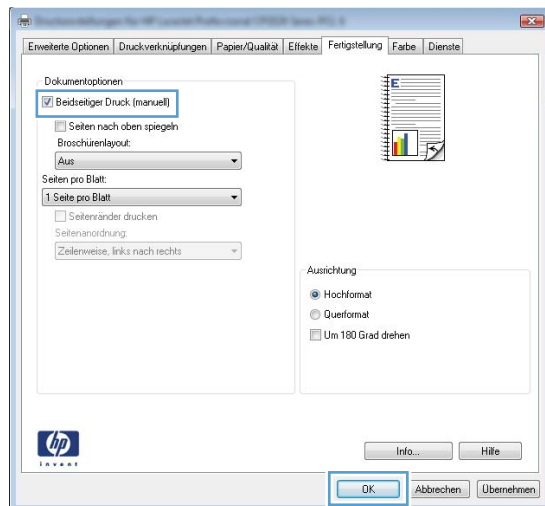 Erweiterte Optionen
Druckverknüpfungen
Papier/Qualität
Effekte
Fertigstellung
Farbe
Dienste
Dokumentoptionen
Beidseitiger Druck (manuell)
Seiten nach oben spiegeln
Broschürenlayout:
Aus
Seiten pro Blatt:
1 Seite pro Blatt
Seitenränder drucken
Seitenanordnung:
Zeilenweise, links nach rechts
E
Ausrichtung
Hochformat
Querformat
Um 180 Grad drehen
hp
invent
Info...
Hilfe
OK
Abbrechen
Übernehmen